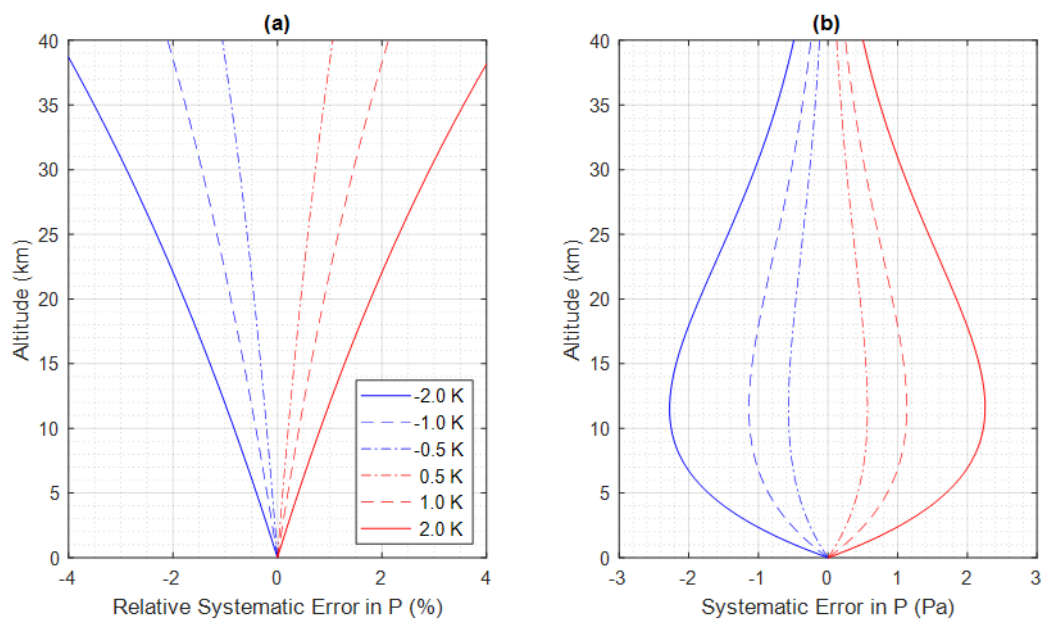 (a)
40
35
30
25
20
15
10
5
0
Altitude (km)
-4
-2
0
2
4
Relative Systematic Error in P (%)
-2.0 K
-1.0 K
-0.5 K
0.5 K
1.0 K
2.0 K
(b)
40
35
30
25
20
15
10
5
0
Altitude (km)
-3
-2
-1
0
1
2
3
Systematic Error in P (Pa)